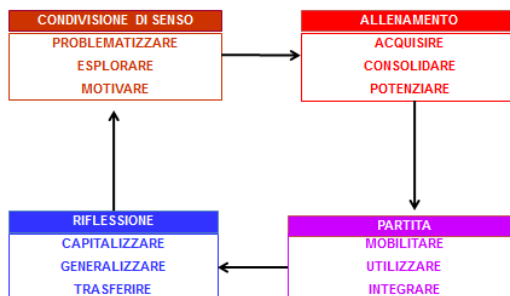 CONDIVISIONE DI SENSO
PROBLEMATIZZARE
ESPLORARE
MOTIVARE
ALLENAMENTO
ACQUISIRE
CONSOLIDARE
POTENZIARE
RIFLESSIONE
CAPITALIZZARE
GENERALIZZARE
TRASFERIRE
PARTITA
MOBILITARE
UTILIZZARE
INTEGRARE